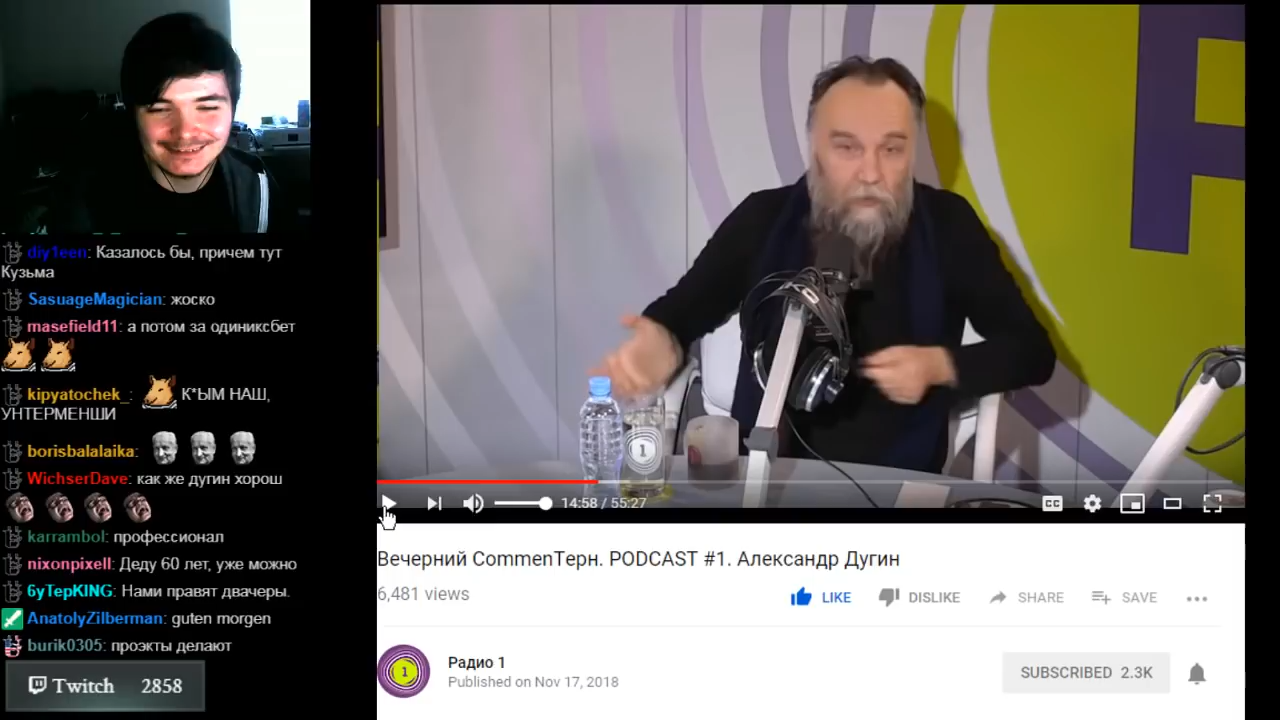 diy1een: Казалось бы, причем тут
Кузьма
SasuageMagician: жоско
masefield11: а потом за одиниксбет
kipyatochek_: К*ЫМ НАШ,
УНТЕРМЕНШИ
borisbalalaika:
WichserDave: как же дугин хорош
karrambol: профессионал
nixonpixell: Деду 60 лет, уже можно
6yTepKING: Нами правят двачеры.
AnatolyZilberman: guten morgen
burik0305: проэкты делают
Twitch 2858
1
14:58 / 55:27
CC
Вечерний CommenТерн. PODCAST #1. Александр Дугин
6,481 views
LIKE DISLIKE SHARE SAVE
1
Радио 1
Published on Nov 17, 2018
SUBSCRIBED 2.3K